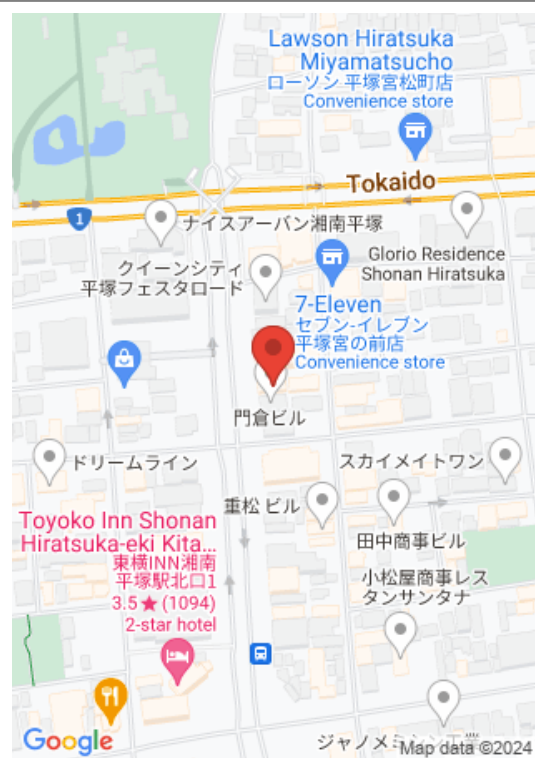 Lawson Hiratsuka
Miyamatsucho
ローソン 平塚宮松町店
Convenience store
Tokaido
1
ナイスアーバン湘南平塚
Glorio Residence
Shonan Hiratsuka
クイーンシティ
平塚フェスタロード
7-Eleven
セブン-イレブン
平塚宮の前店
Convenience store
門倉ビル
ドリームライン
スカイメイトワン
重松 ビル
田中商事ビル
Toyoko Inn Shonan
Hiratsuka-eki Kita...
東横INN湘南
平塚駅北口1
3.5★(1094)
2-star hotel
小松屋商事レス
タンサンタナ
Google
Map data ©2024